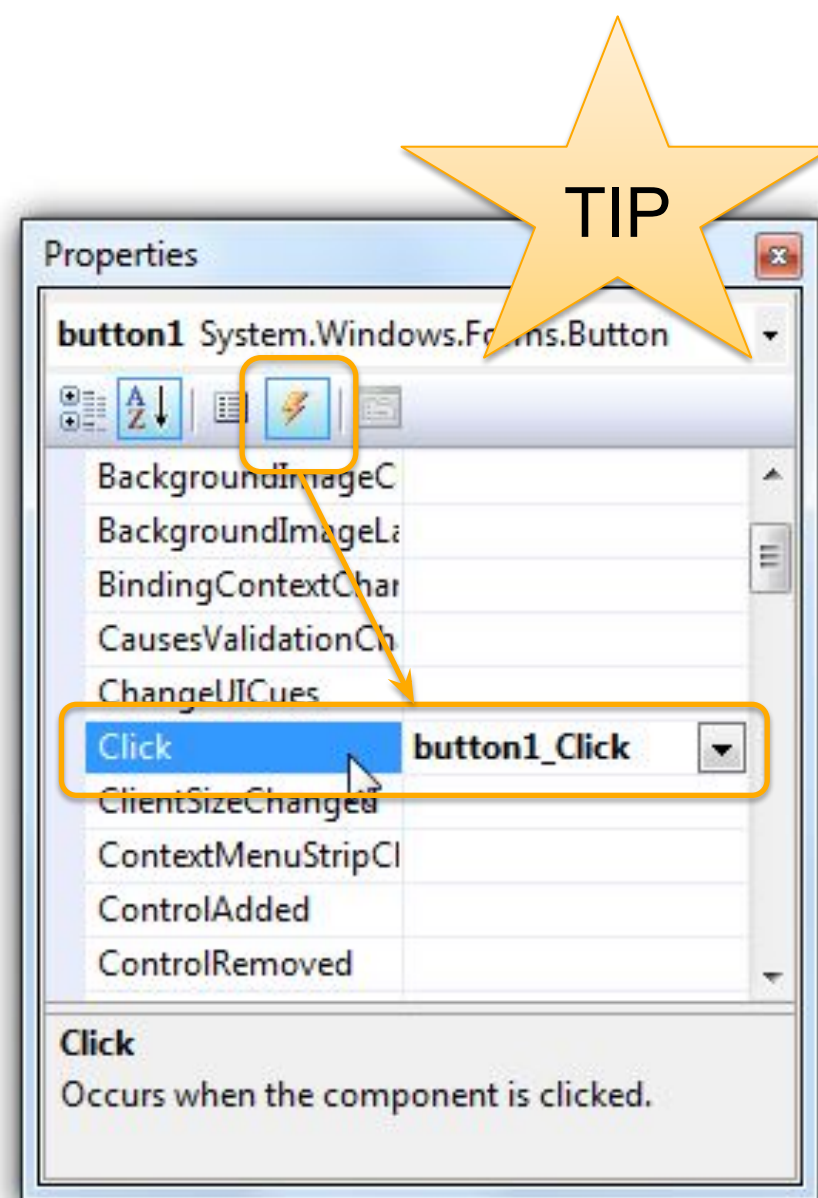 TIP
Properties
button1 System.Windows.Forms.Button
BackgroundImageC
BackgroundImageLa
BindingContextChar
CausesValidationCh
ChangeUICues
Click button1_Click
ClientSizeChanged
ContextMenuStripCl
ControlAdded
ControlRemoved
Click
Occurs when the component is clicked.